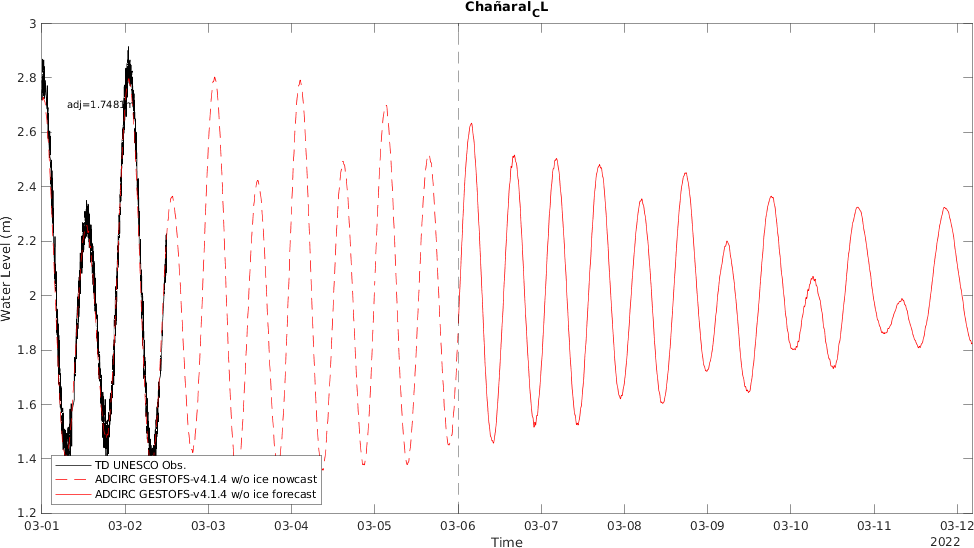 Chañaral_CL
3
2.8
2.6
2.4
2.2
2
1.8
1.6
1.4
1.2
Water Level (m)
adj=1.7481m
TD UNESCO Obs.
ADCIRC GESTOFS-v4.1.4 w/o ice nowcast
ADCIRC GESTOFS-v4.1.4 w/o ice forecast
03-01 03-02 03-03 03-04 03-05 03-06 03-07 03-08 03-09 03-10 03-11 03-12
Time
2022